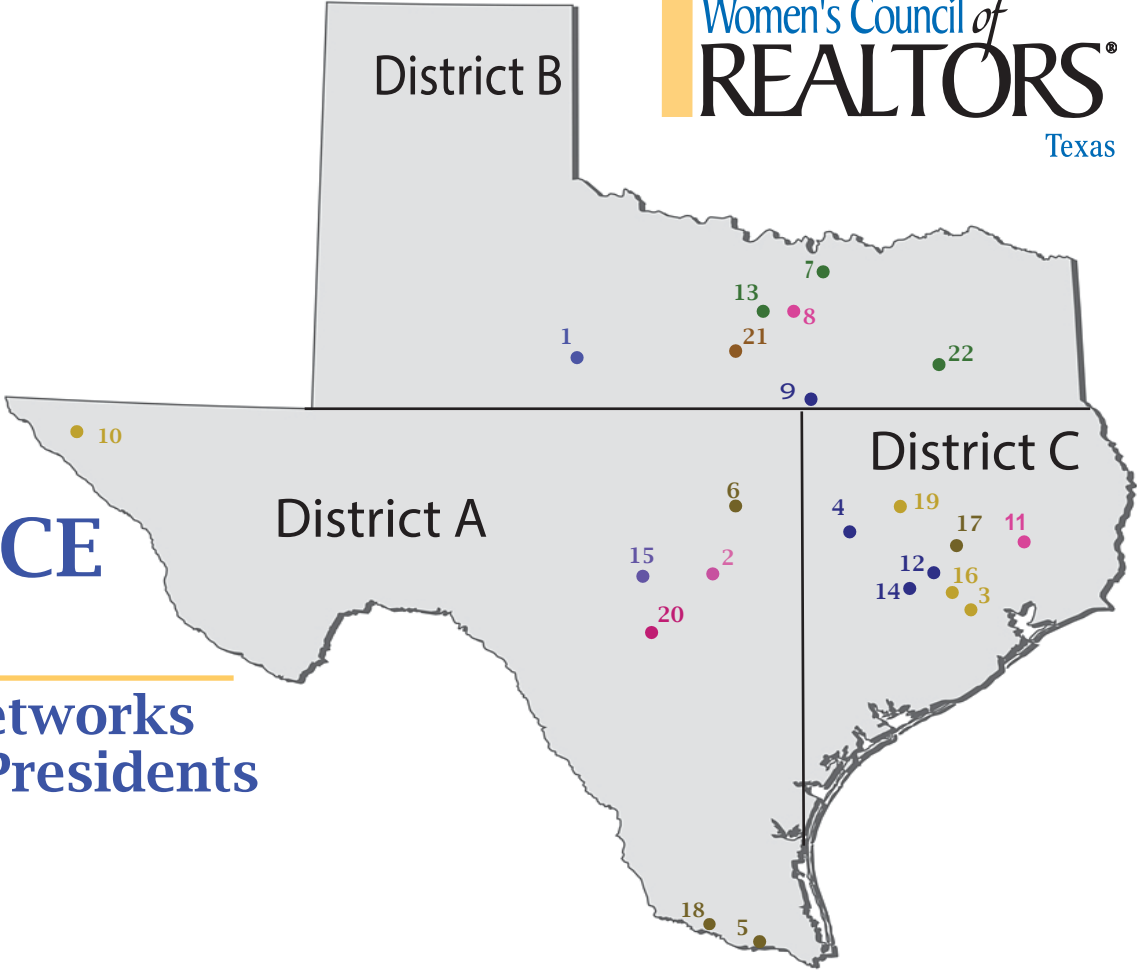 Women's Council of
REALTORS®
Texas
District B
7
13
8
1
21
22
9
10
District C
District A
6
4
19
17
11
15
2
12
16
14
3
20
CE
etworks
Presidents
18
5